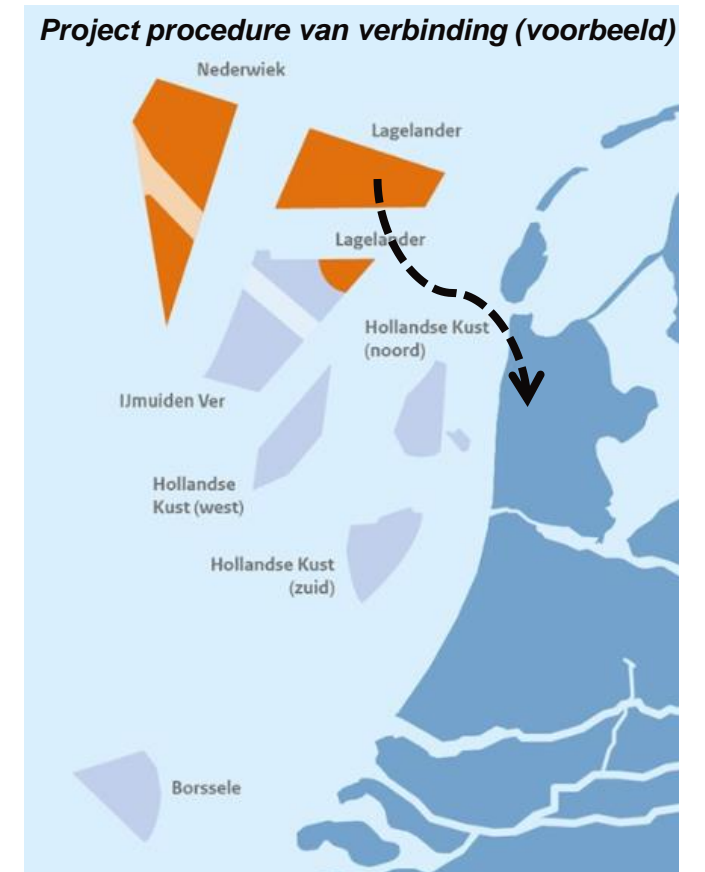 Project procedure van verbinding (voorbeeld)
Nederwiek
Lagelander
Lagelander
Hollandse Kust
(noord)
IJmuiden Ver
Hollandse
Kust (west)
Hollandse Kust
(zuid)
Borssele